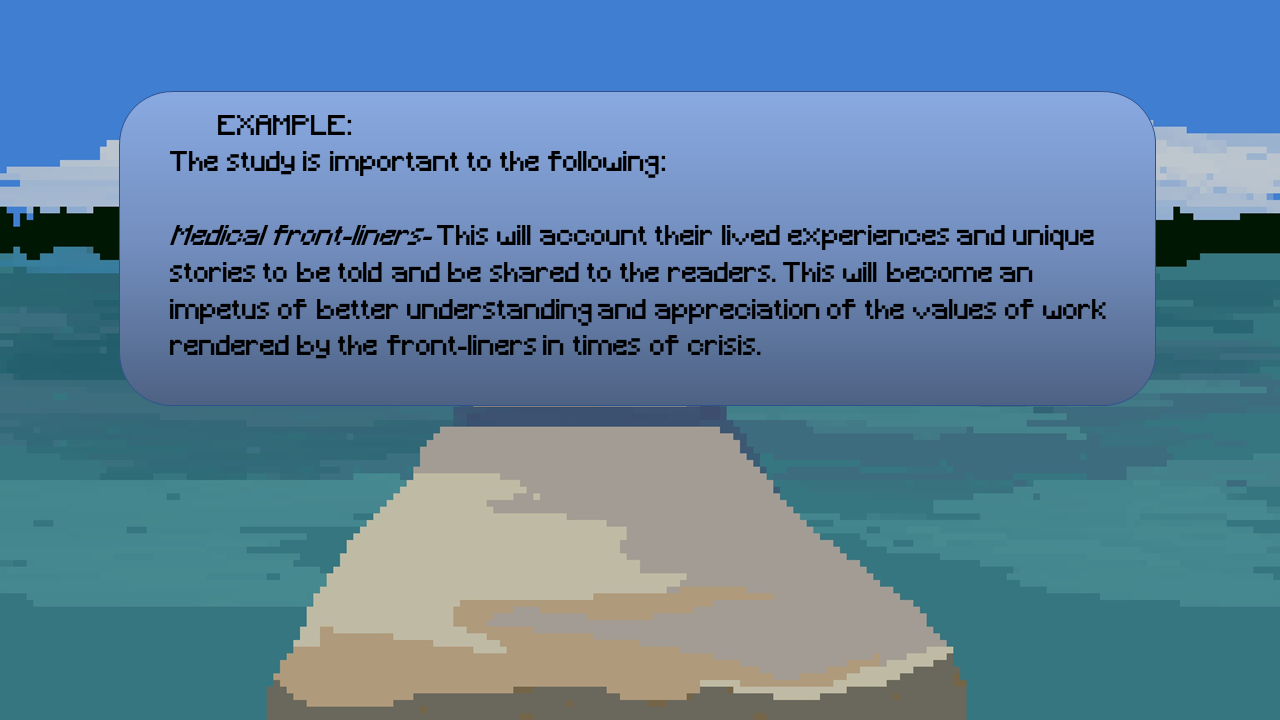 EXAMPLE:
The study is important to the following:
Medical front-liners- This will account their lived experiences and unique
stories to be told and be shared to the readers. This will become an
impetus of better understanding and appreciation of the values of work
rendered by the front-liners in times of crisis.